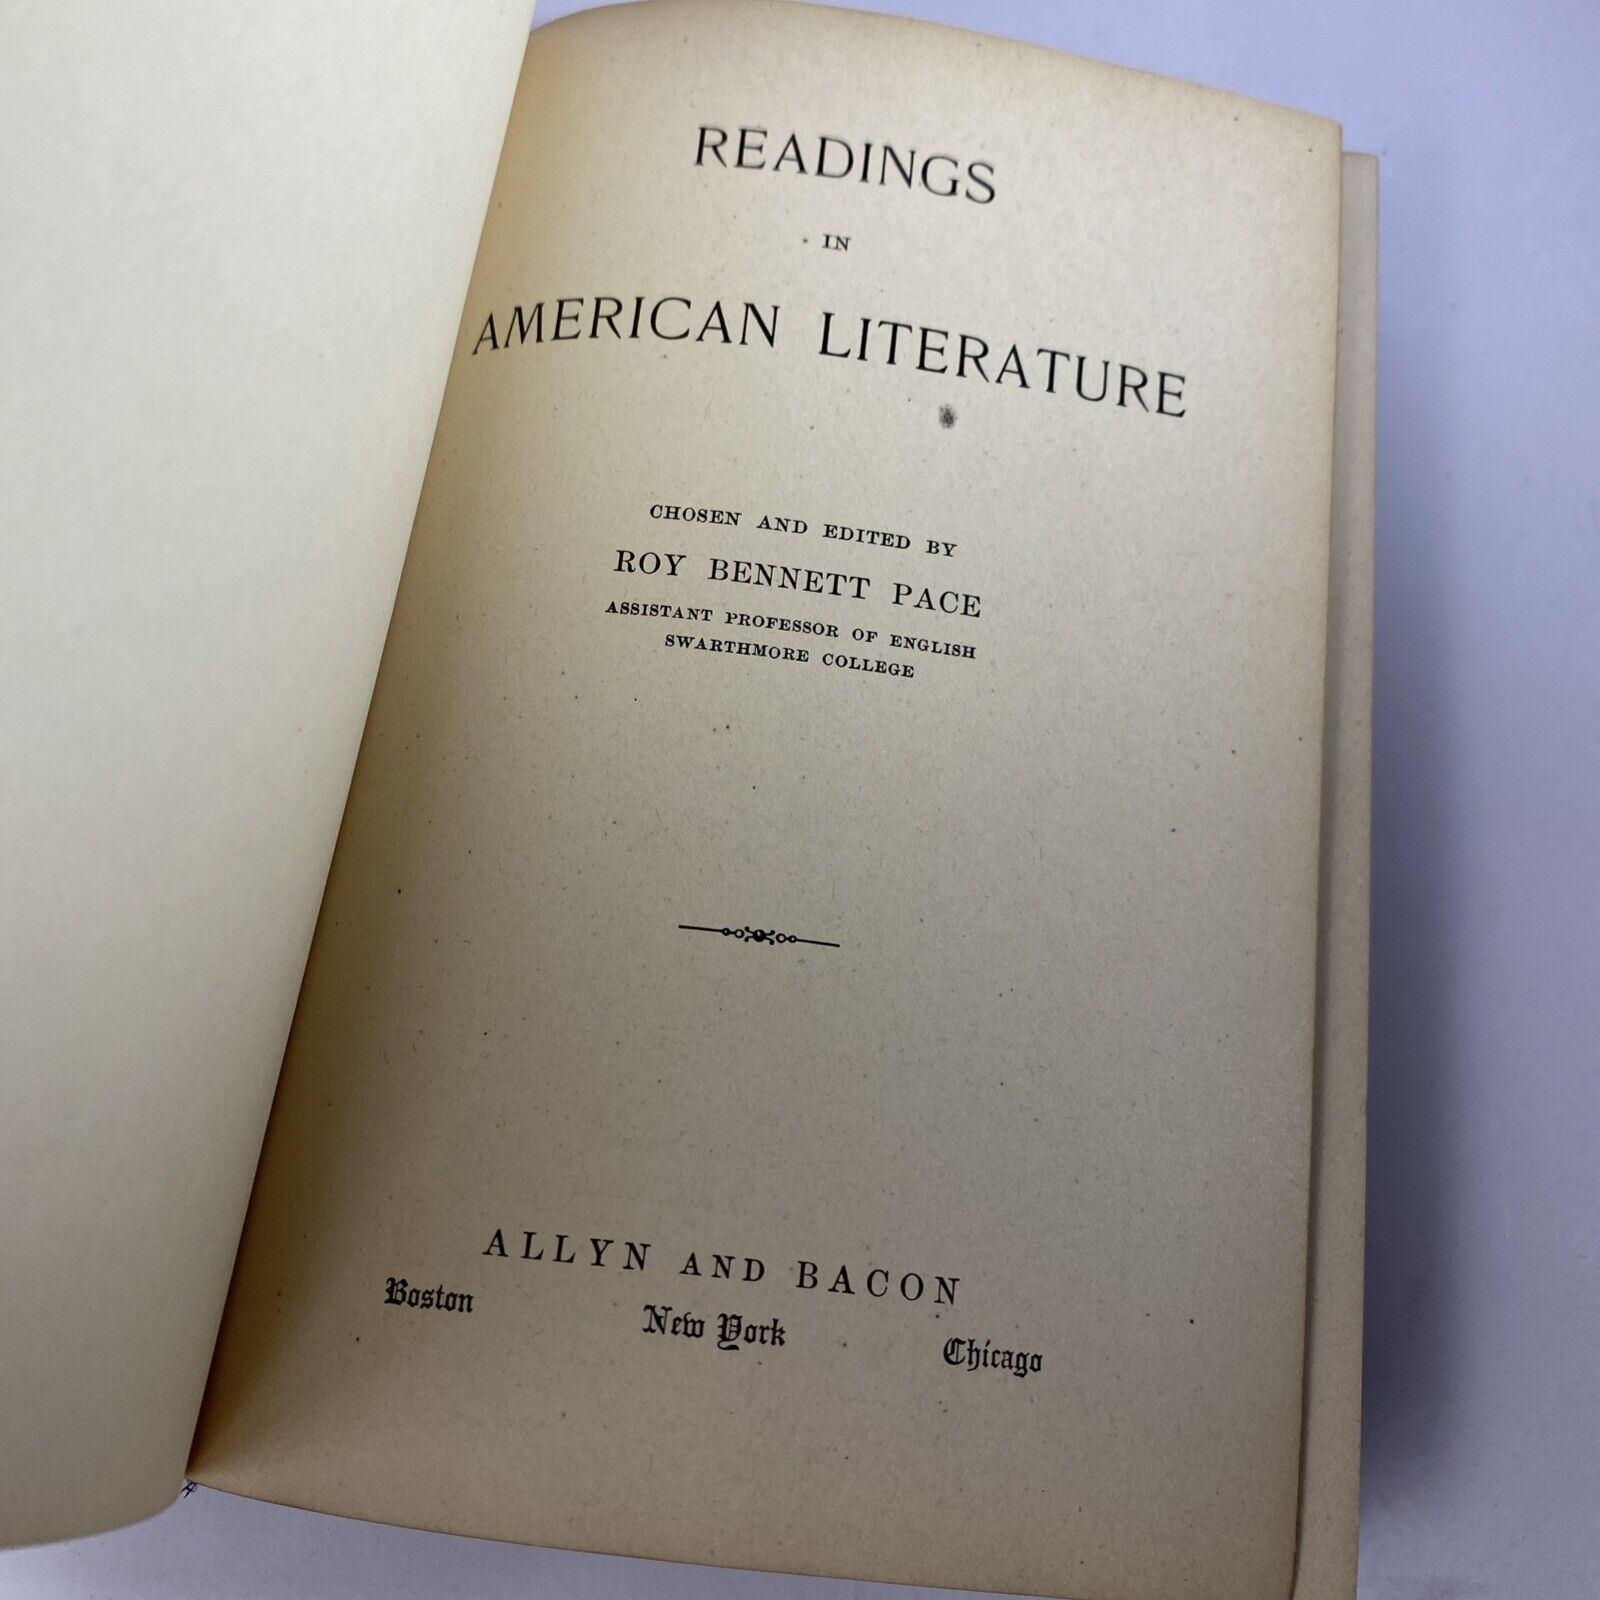 READINGS
IN
AMERICAN LITERATURE
CHOSEN AND EDITED BY
ROY BENNETT PACE
ASSISTANT PROFESSOR OF ENGLISH
SWARTHMORE COLLEGE
ALLYN AND BACON
Boston New York Chicago